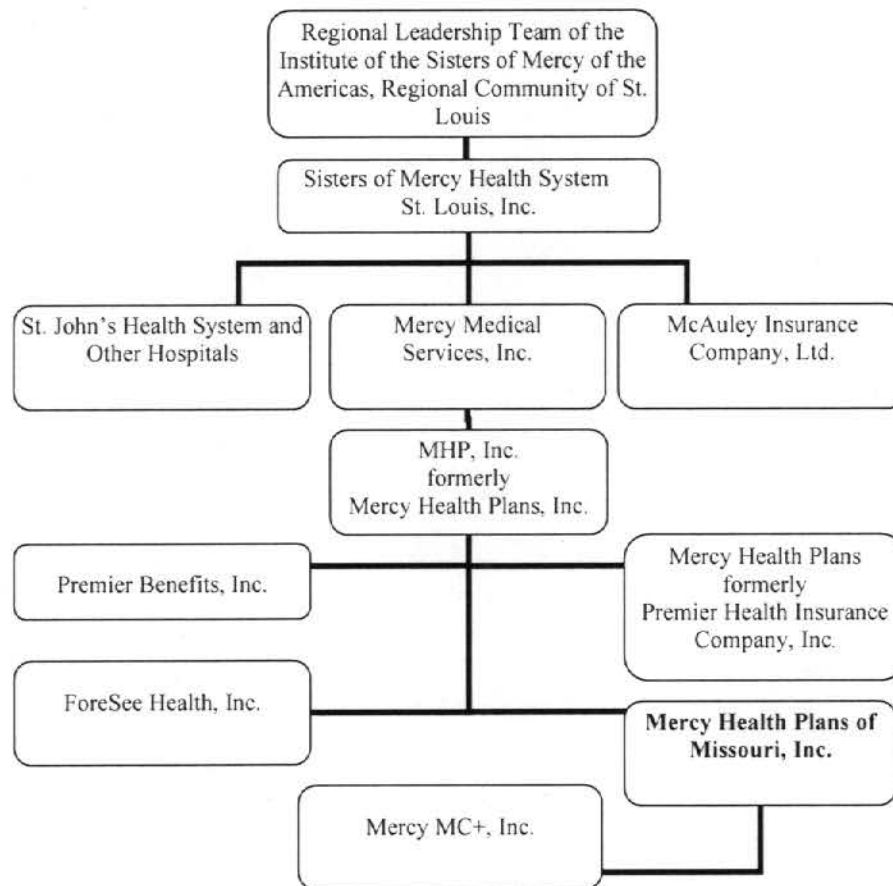 Regional Leadership Team of the
Institute of the Sisters of Mercy of the
Americas, Regional Community of St.
Louis
Sisters of Mercy Health System
St. Louis, Inc.
St. John's Health System and
Other Hospitals
Mercy Medical
Services, Inc.
McAuley Insurance
Company, Ltd.
MHP, Inc.
formerly
Mercy Health Plans, Inc.
Premier Benefits, Inc.
Mercy Health Plans
formerly
Premier Health Insurance
Company, Inc.
ForeSee Health, Inc.
Mercy Health Plans of
Missouri, Inc.
Mercy MC+, Inc.